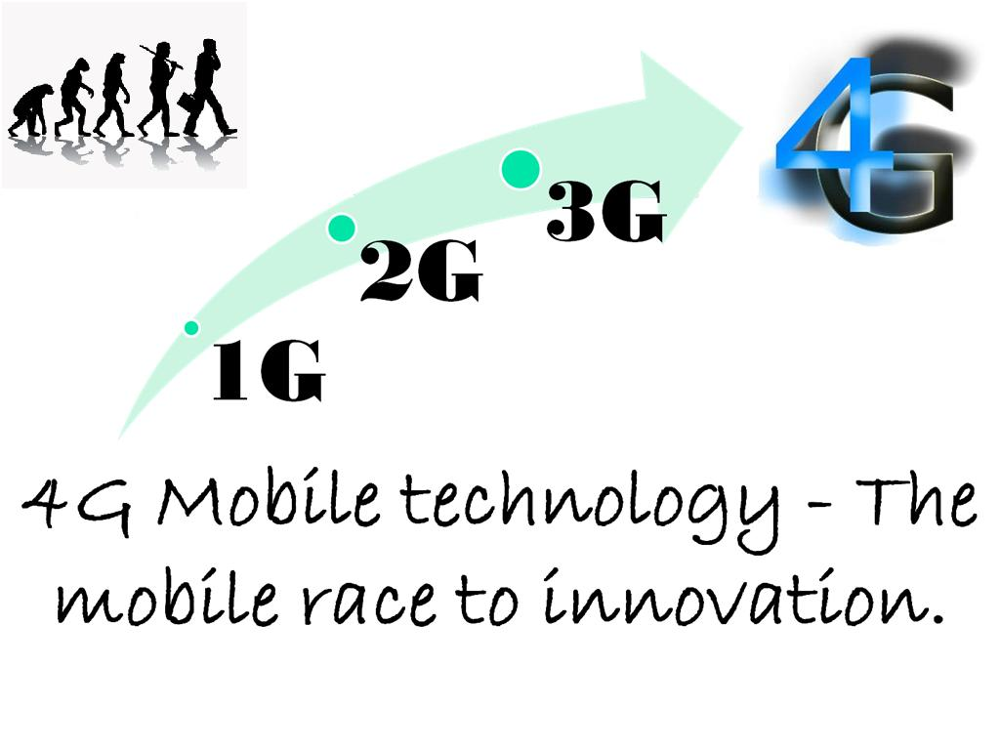 4G
3G
2G
1G
4G Mobile technology - The
mobile race to innovation.